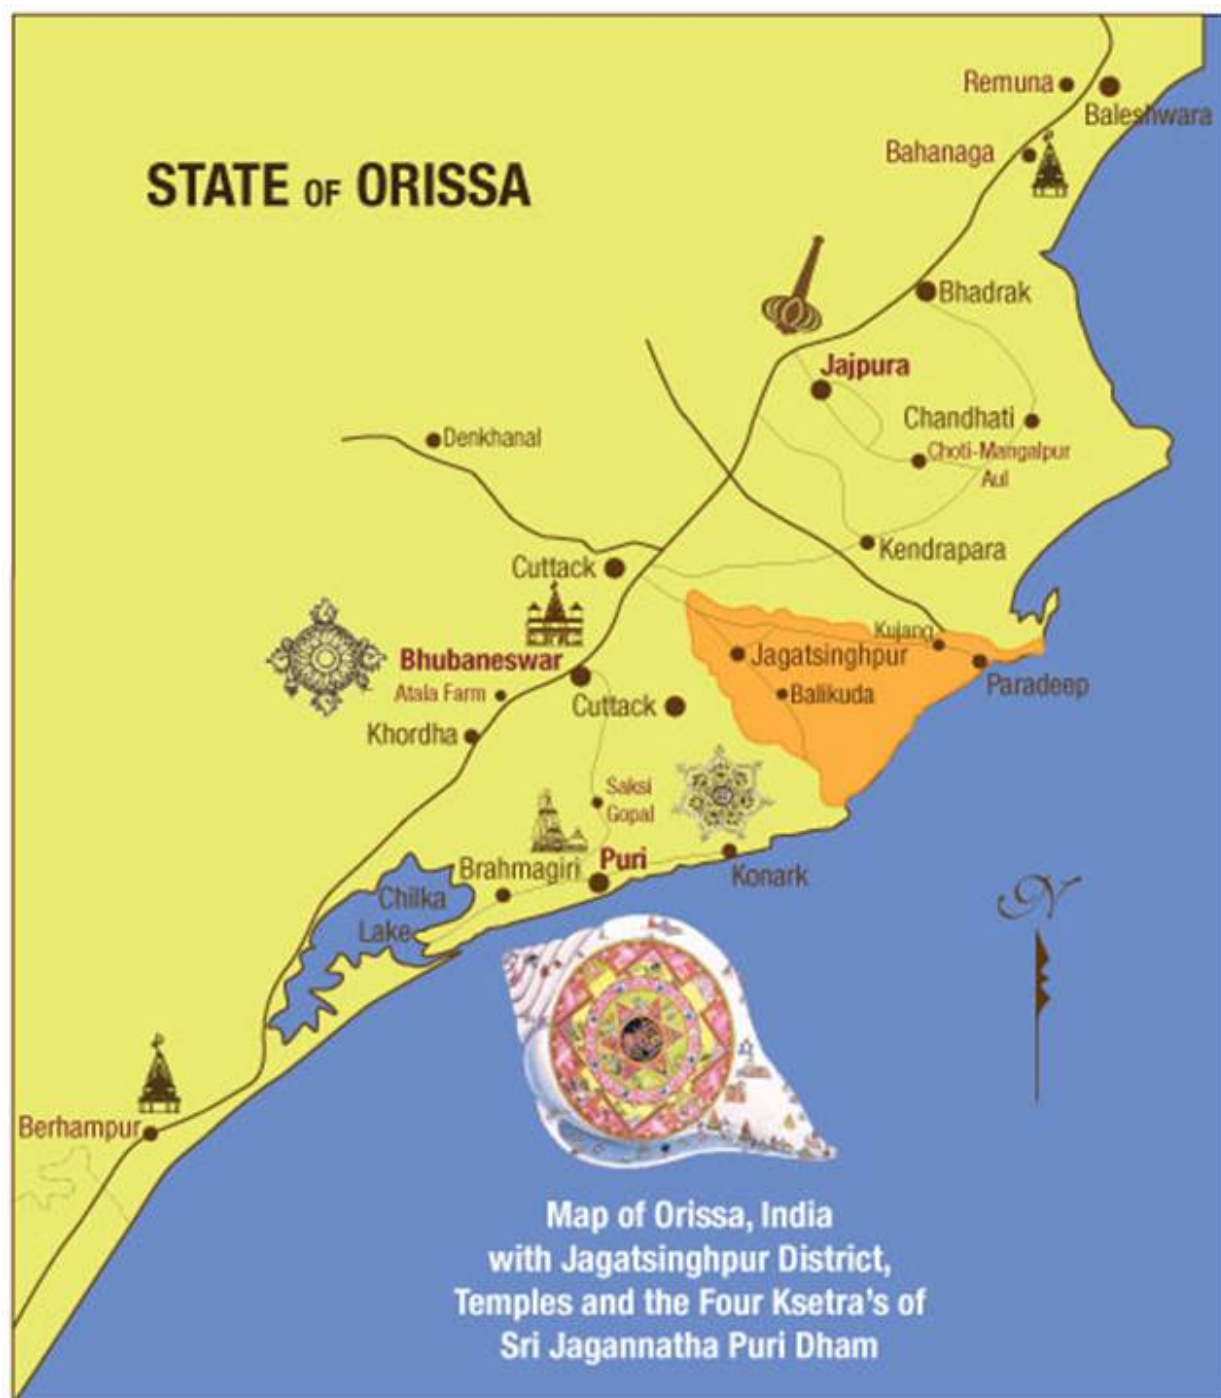 Remuna
Baleshwara
Bahanaga
STATE OF ORISSA
Bhadrak
Jajpura
Chandhati
Denkhanal
Choti-Mangalpur
Aul
Kendrapara
Cuttack
Kujang
Bhubaneswar
Jagatsinghpur
Atala Farm
Paradeep
Balikuda
Cuttack
Khordha
Saksi
Gopal
Puri
Brahmagiri
Konark
Chilka
Lake
N
Berhampur
Map of Orissa, India
with Jagatsinghpur District,
Temples and the Four Ksetra's of
Sri Jagannatha Puri Dham